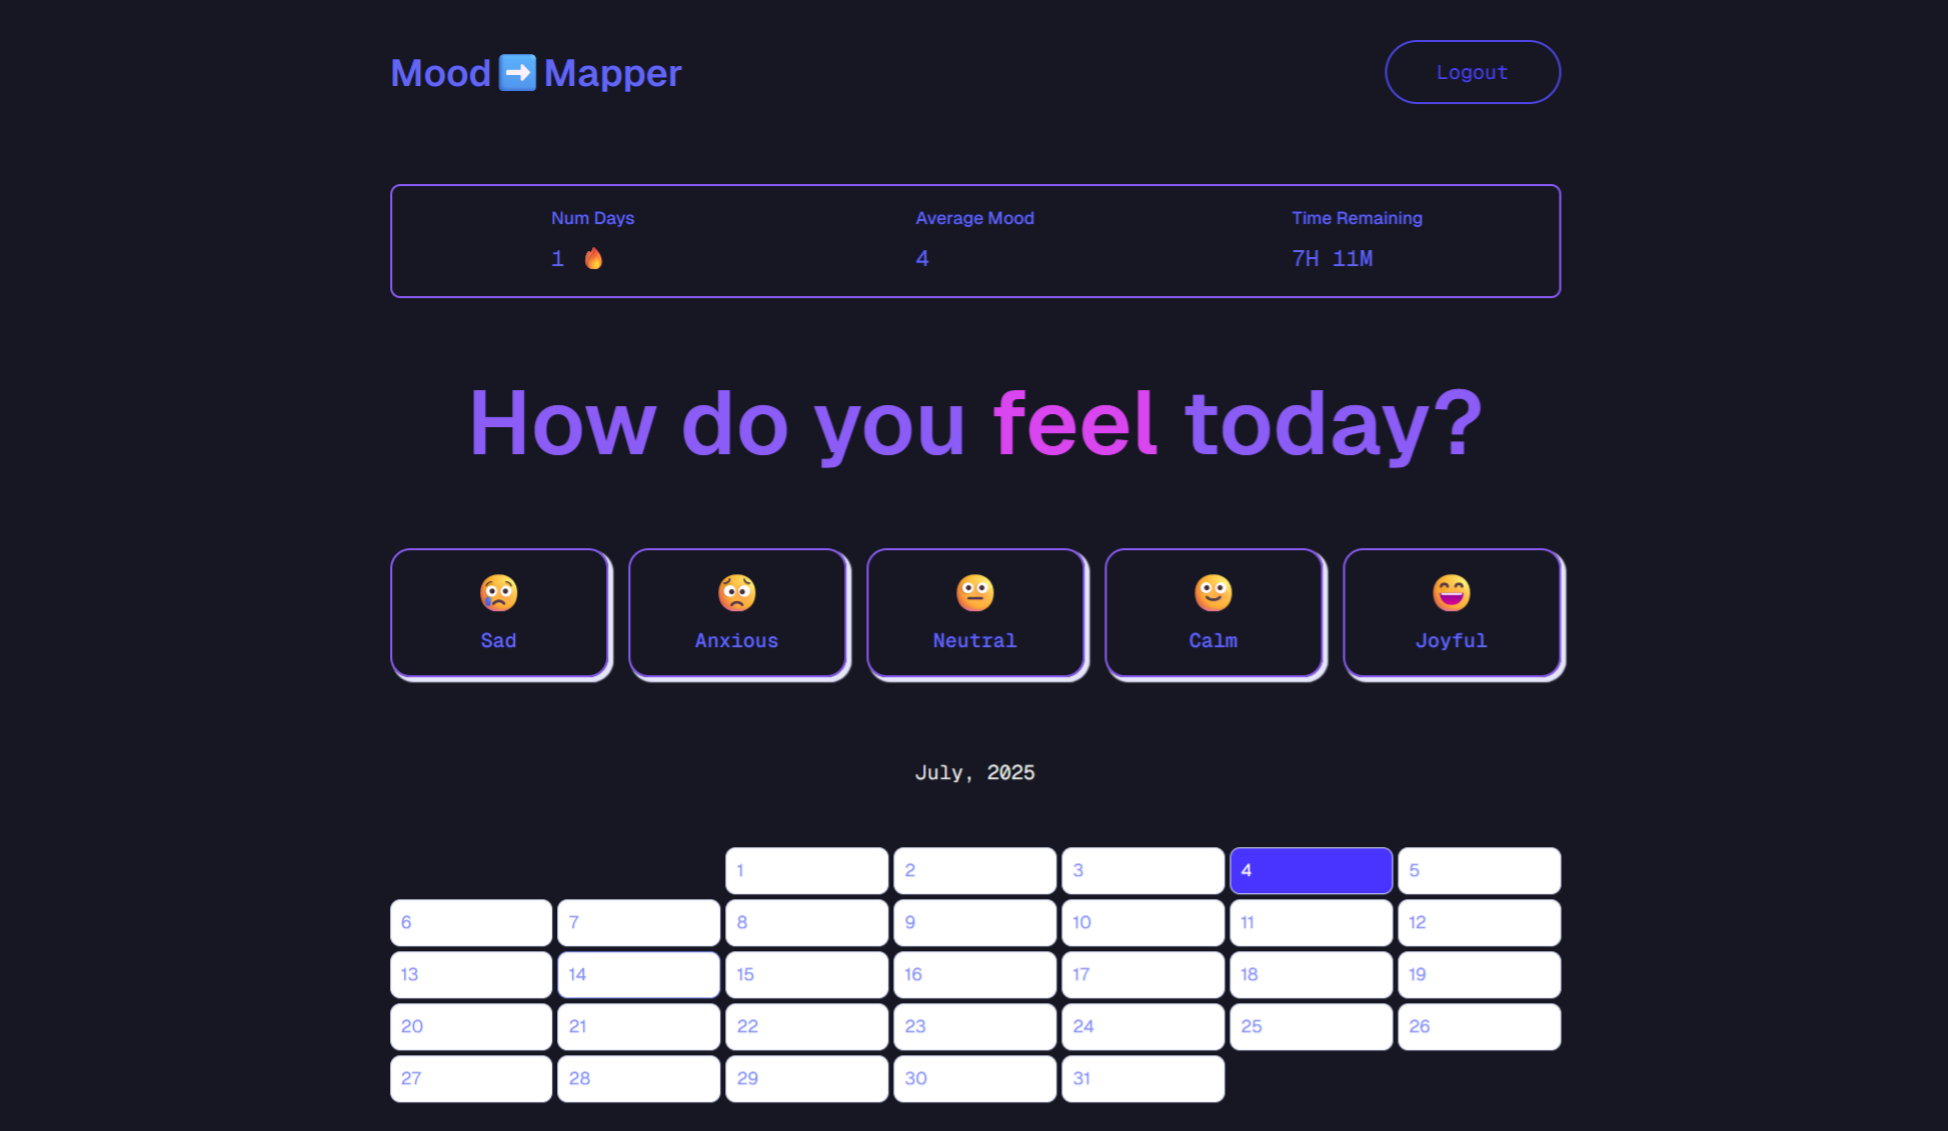 Mood➡️Mapper
Logout
Num Days Average Mood Time Remaining
1 🔥 4 7H 11M
How do you feel today?
Sad Anxious Neutral Calm Joyful
July, 2025
1 2 3 4 5
6 7 8 9 10 11 12
13 14 15 16 17 18 19
20 21 22 23 24 25 26
27 28 29 30 31